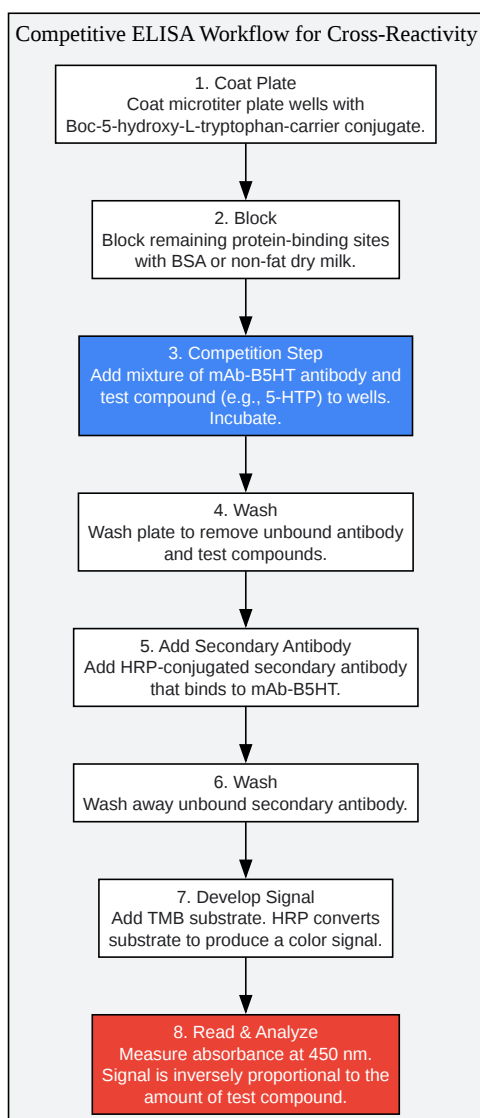 Competitive ELISA Workflow for Cross-Reactivity
1. Coat Plate
Coat microtiter plate wells with
Boc-5-hydroxy-L-tryptophan-carrier conjugate.
2. Block
Block remaining protein-binding sites
with BSA or non-fat dry milk.
3. Competition Step
Add mixture of mAb-B5HT antibody and
test compound (e.g., 5-HTP) to wells.
Incubate.
4. Wash
Wash plate to remove unbound antibody
and test compounds.
5. Add Secondary Antibody
Add HRP-conjugated secondary antibody
that binds to mAb-B5HT.
6. Wash
Wash away unbound secondary antibody.
7. Develop Signal
Add TMB substrate. HRP converts
substrate to produce a color signal.
8. Read & Analyze
Measure absorbance at 450 nm.
Signal is inversely proportional to the
amount of test compound.